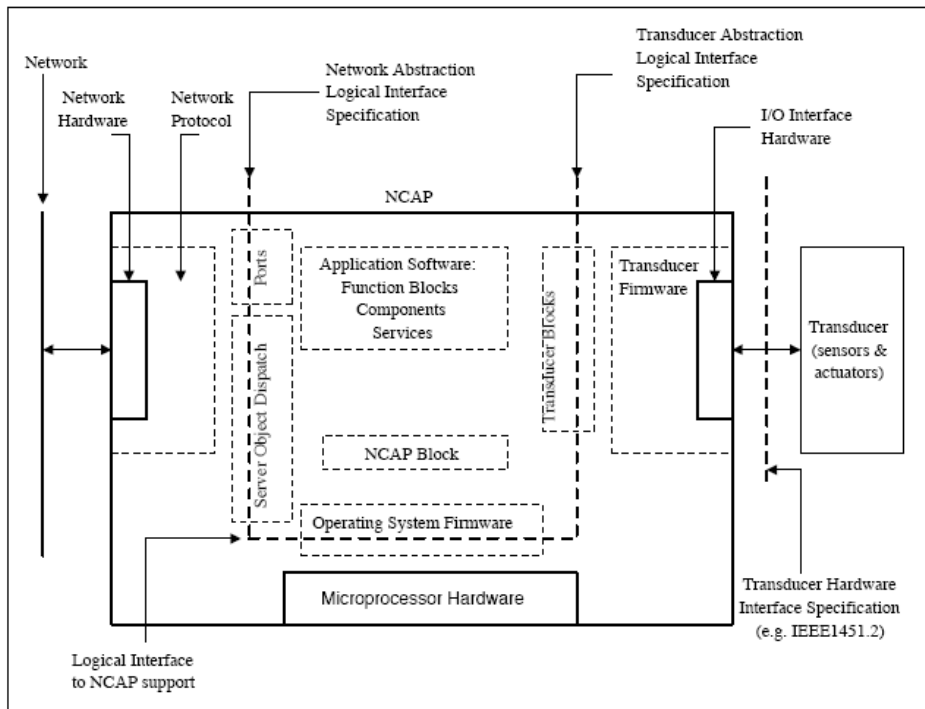 Transducer Abstraction
Logical Interface
Specification
Network
Network Abstraction
Logical Interface
Specification
Network
Hardware
Network
Protocol
I/O Interface
Hardware
NCAP
Ports
Application Software:
Function Blocks
Components
Services
Transducer
Firmware
Transducer Blocks
Transducer
(sensors &
actuators)
Server Object Dispatch
NCAP Block
Operating System Firmware
Microprocessor Hardware
Transducer Hardware
Interface Specification
(e.g. IEEE1451.2)
Logical Interface
to NCAP support